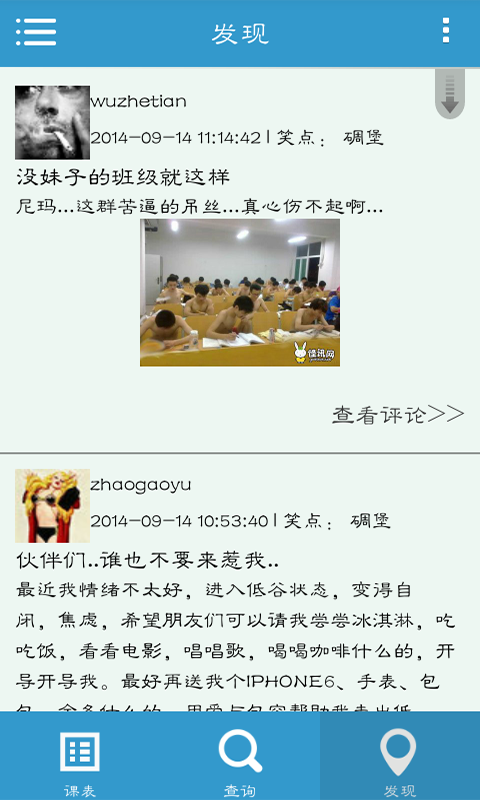 发现
wuzhetian
2014-09-14 11:14:42 | 笑点： 碉堡
没妹子的班级就这样
尼玛...这群苦逼的吊丝...真心伤不起啊...
查看评论>>
zhaogaoyu
2014-09-14 10:53:40 | 笑点： 碉堡
伙伴们..谁也不要来惹我..
最近我情绪不太好，进入低谷状态，变得自
闭，焦虑，希望朋友们可以请我尝尝冰淇淋，吃
吃饭，看看电影，唱唱歌，喝喝咖啡什么的，开
导开导我。最好再送我个IPHONE6、手表、包
课表
查询
发现